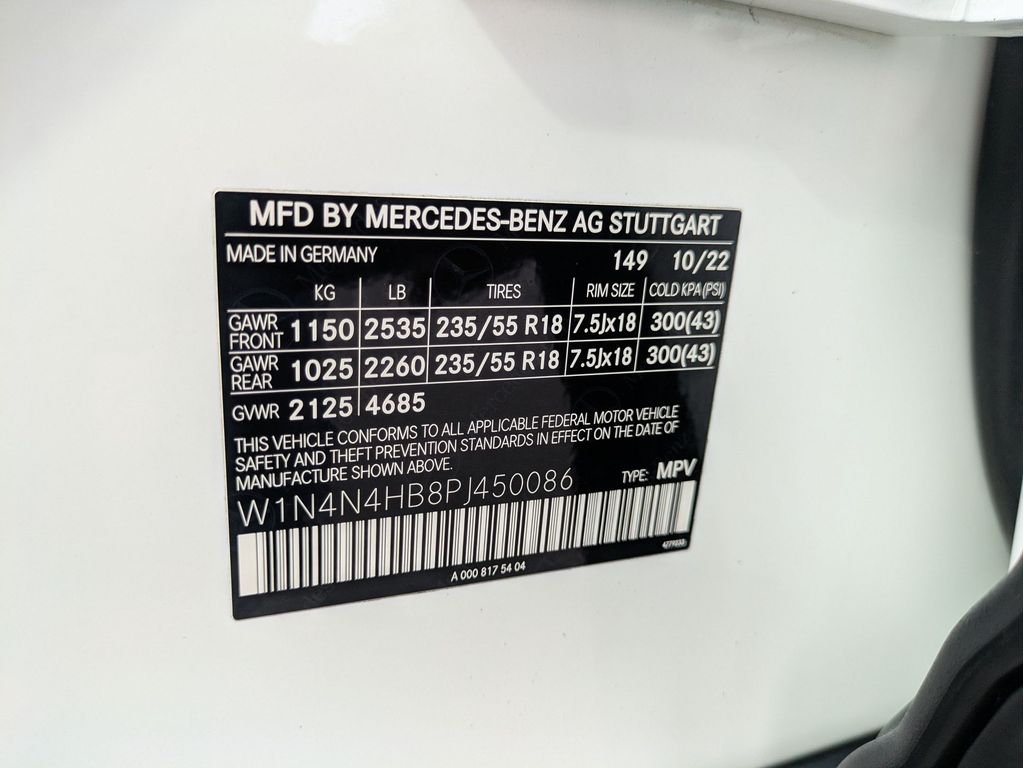 MFD BY MERCEDES-BENZ AG STUTTGART
MADE IN GERMANY 149 10/22
KG LB TIRES RIM SIZE COLD KPA (PSI)
GAWR FRONT 1150 2535 235/55 R18 7.5Jx18 300(43)
GAWR REAR 1025 2260 235/55 R18 7.5Jx18 300(43)
GVWR 2125 4685
THIS VEHICLE CONFORMS TO ALL APPLICABLE FEDERAL MOTOR VEHICLE
SAFETY AND THEFT PREVENTION STANDARDS IN EFFECT ON THE DATE OF
MANUFACTURE SHOWN ABOVE.
TYPE: MPV
W1N4N4HB8PJ450086
A 000 817 54 04